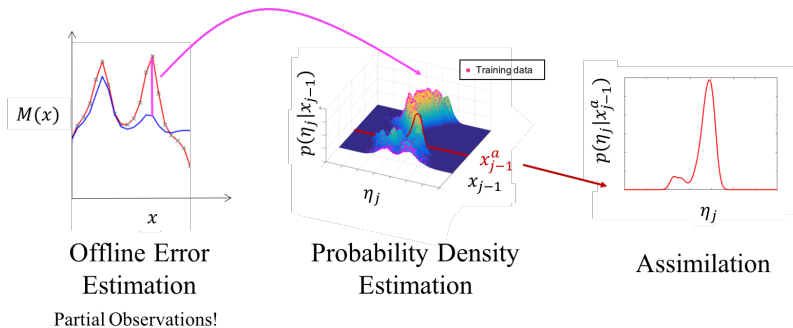 M(x)
x
p(ηj|xj−1)
Training data
x^a_j−1
xj−1
ηj
p(ηj|x^a_j−1)
ηj
Offline Error
Estimation
Partial Observations!
Probability Density
Estimation
Assimilation